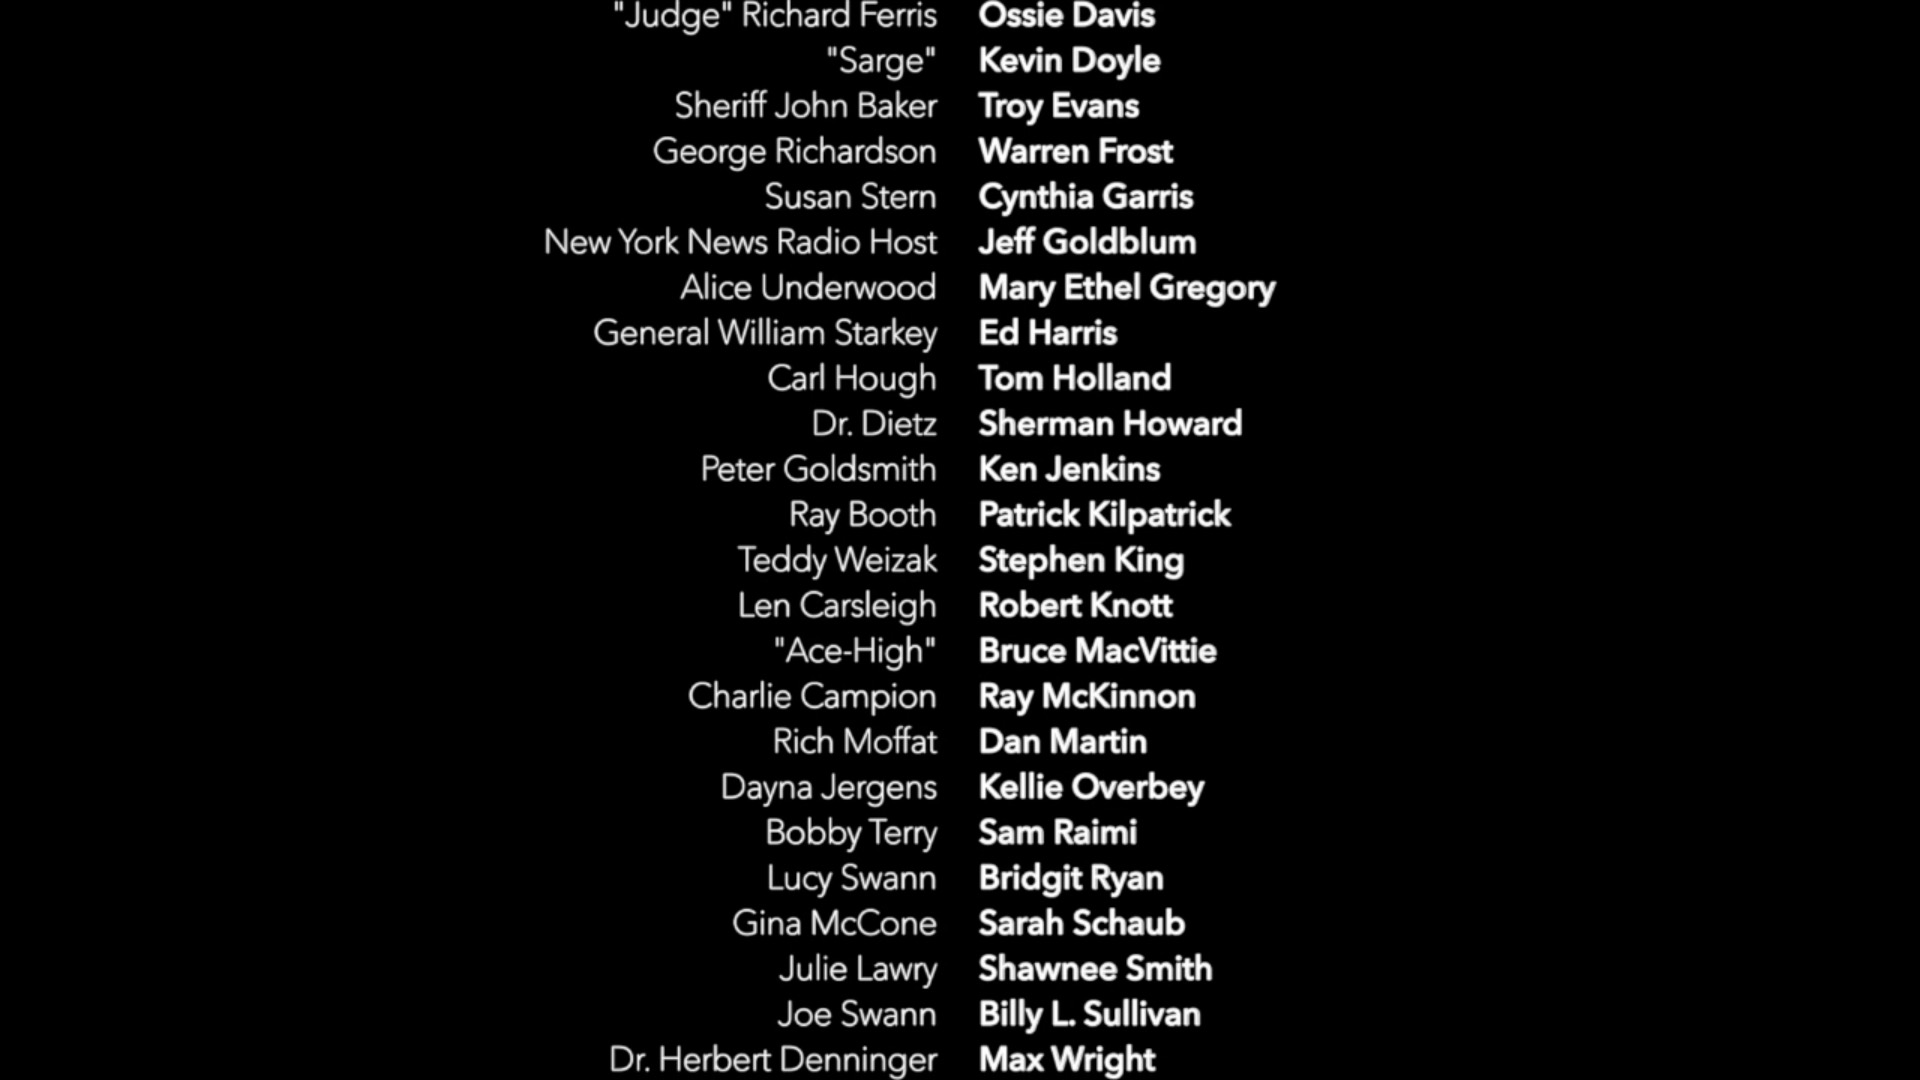 "Judge" Richard Ferris Ossie Davis
"Sarge" Kevin Doyle
Sheriff John Baker Troy Evans
George Richardson Warren Frost
Susan Stern Cynthia Garris
New York News Radio Host Jeff Goldblum
Alice Underwood Mary Ethel Gregory
General William Starkey Ed Harris
Carl Hough Tom Holland
Dr. Dietz Sherman Howard
Peter Goldsmith Ken Jenkins
Ray Booth Patrick Kilpatrick
Teddy Weizak Stephen King
Len Carsleigh Robert Knott
"Ace-High" Bruce MacVittie
Charlie Campion Ray McKinnon
Rich Moffat Dan Martin
Dayna Jergens Kellie Overbey
Bobby Terry Sam Raimi
Lucy Swann Bridgit Ryan
Gina McCone Sarah Schaub
Julie Lawry Shawnee Smith
Joe Swann Billy L. Sullivan
Dr. Herbert Denninger Max Wright